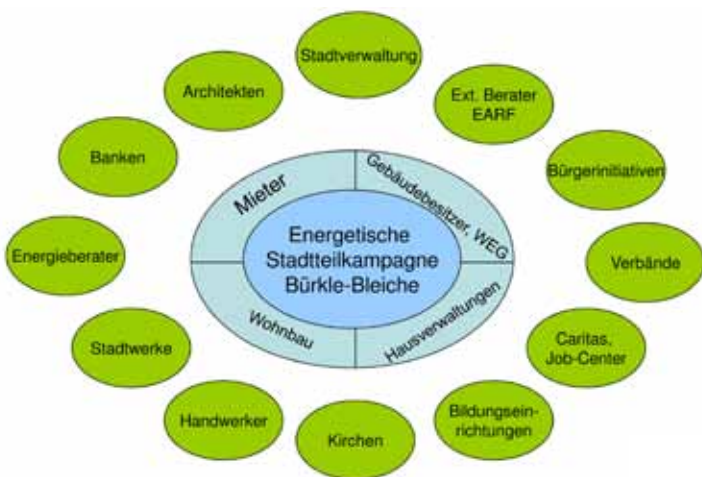 Stadtverwaltung
Architekten
Ext. Berater
EARF
Banken
Bürgerinitiativen
Mieter
Gebäudebesitzer, WEG
Energetische
Stadtteilkampagne
Bürkle-Bleiche
Energieberater
Verbände
Wohnbau
Hausverwaltungen
Stadtwerke
Caritas,
Job-Center
Handwerker
Kirchen
Bildungsein-
richtungen